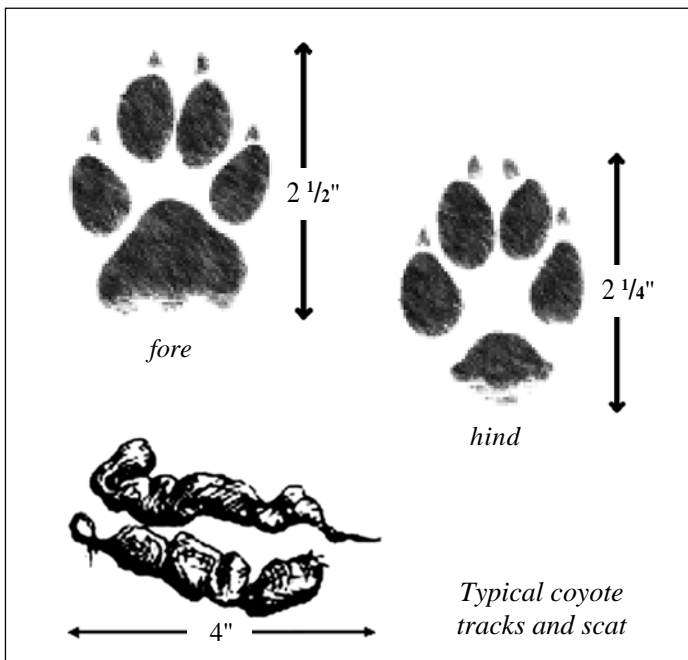 2 1/2"
fore
2 1/4"
hind
4"
Typical coyote
tracks and scat